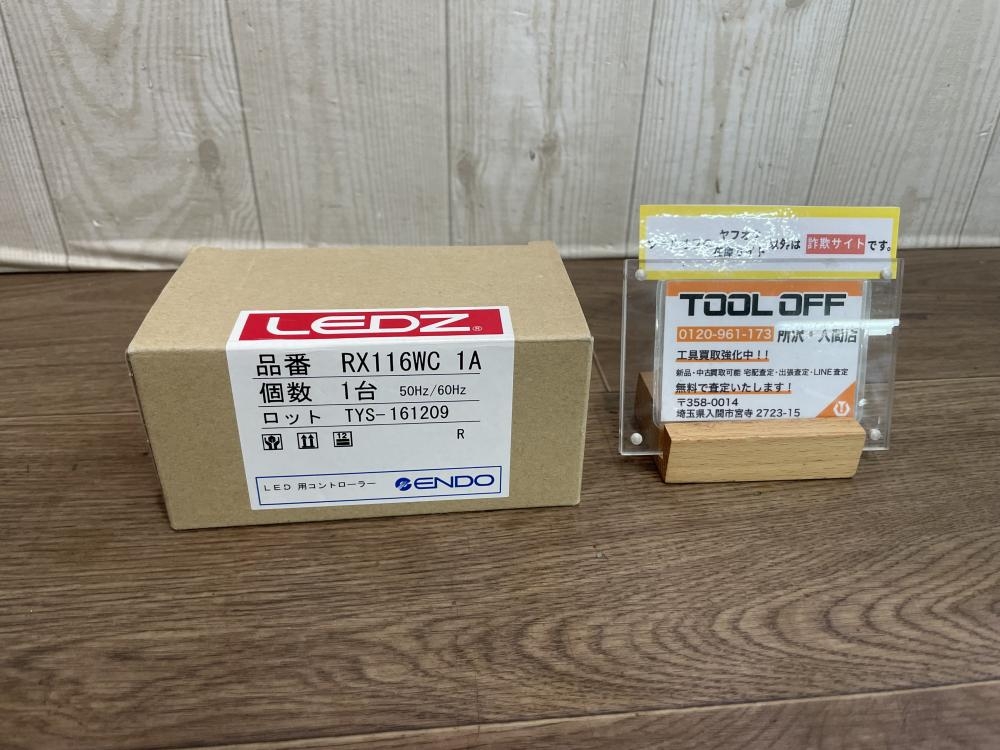 LEDZ®
品番 RX116WC 1A
個数 1台 50Hz/60Hz
ロット TYS-161209
12
R
LED 用コントローラー ENDO
ヤフオ
以外は 詐欺サイト です。
TOOL OFF
0120-961-173 所沢・入間店
工具買取強化中!!
新品・中古買取可能 宅配査定・出張査定・LINE査定
無料で査定いたします!
〒358-0014
埼玉県入間市宮寺 2723-15